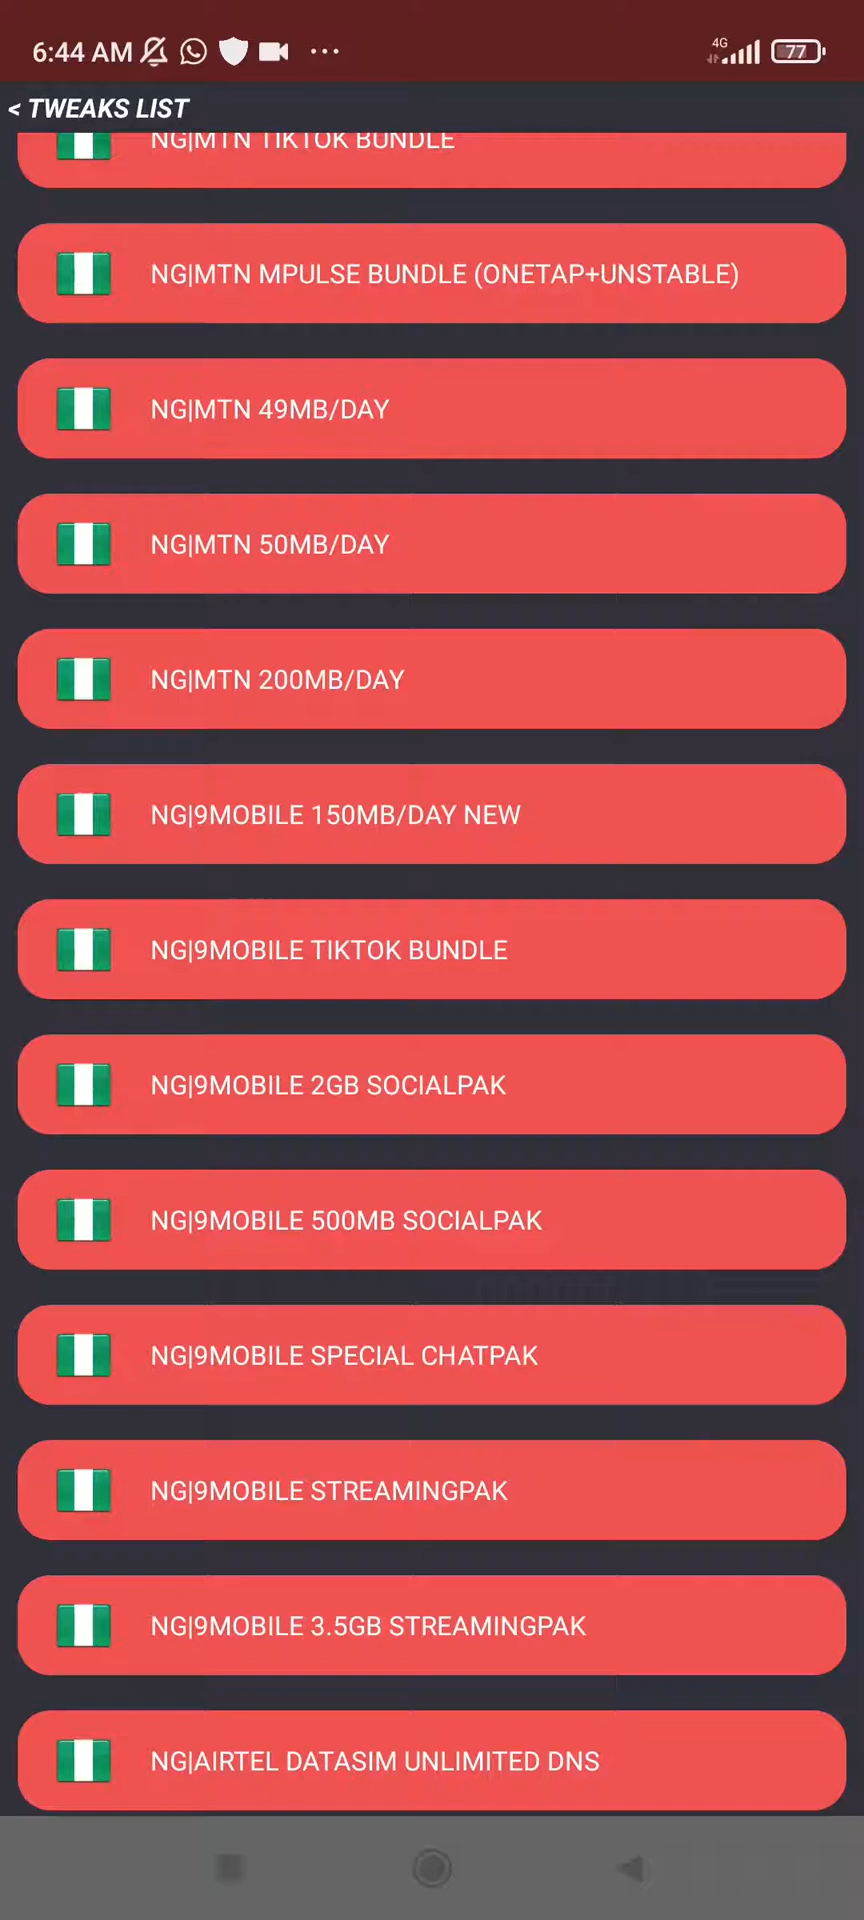 6:44 AM
4G
77
< TWEAKS LIST
NG|MTN TIKTOK BUNDLE
NG|MTN MPULSE BUNDLE (ONETAP+UNSTABLE)
NG|MTN 49MB/DAY
NG|MTN 50MB/DAY
NG|MTN 200MB/DAY
NG|9MOBILE 150MB/DAY NEW
NG|9MOBILE TIKTOK BUNDLE
NG|9MOBILE 2GB SOCIALPAK
NG|9MOBILE 500MB SOCIALPAK
NG|9MOBILE SPECIAL CHATPAK
NG|9MOBILE STREAMINGPAK
NG|9MOBILE 3.5GB STREAMINGPAK
NG|AIRTEL DATASIM UNLIMITED DNS